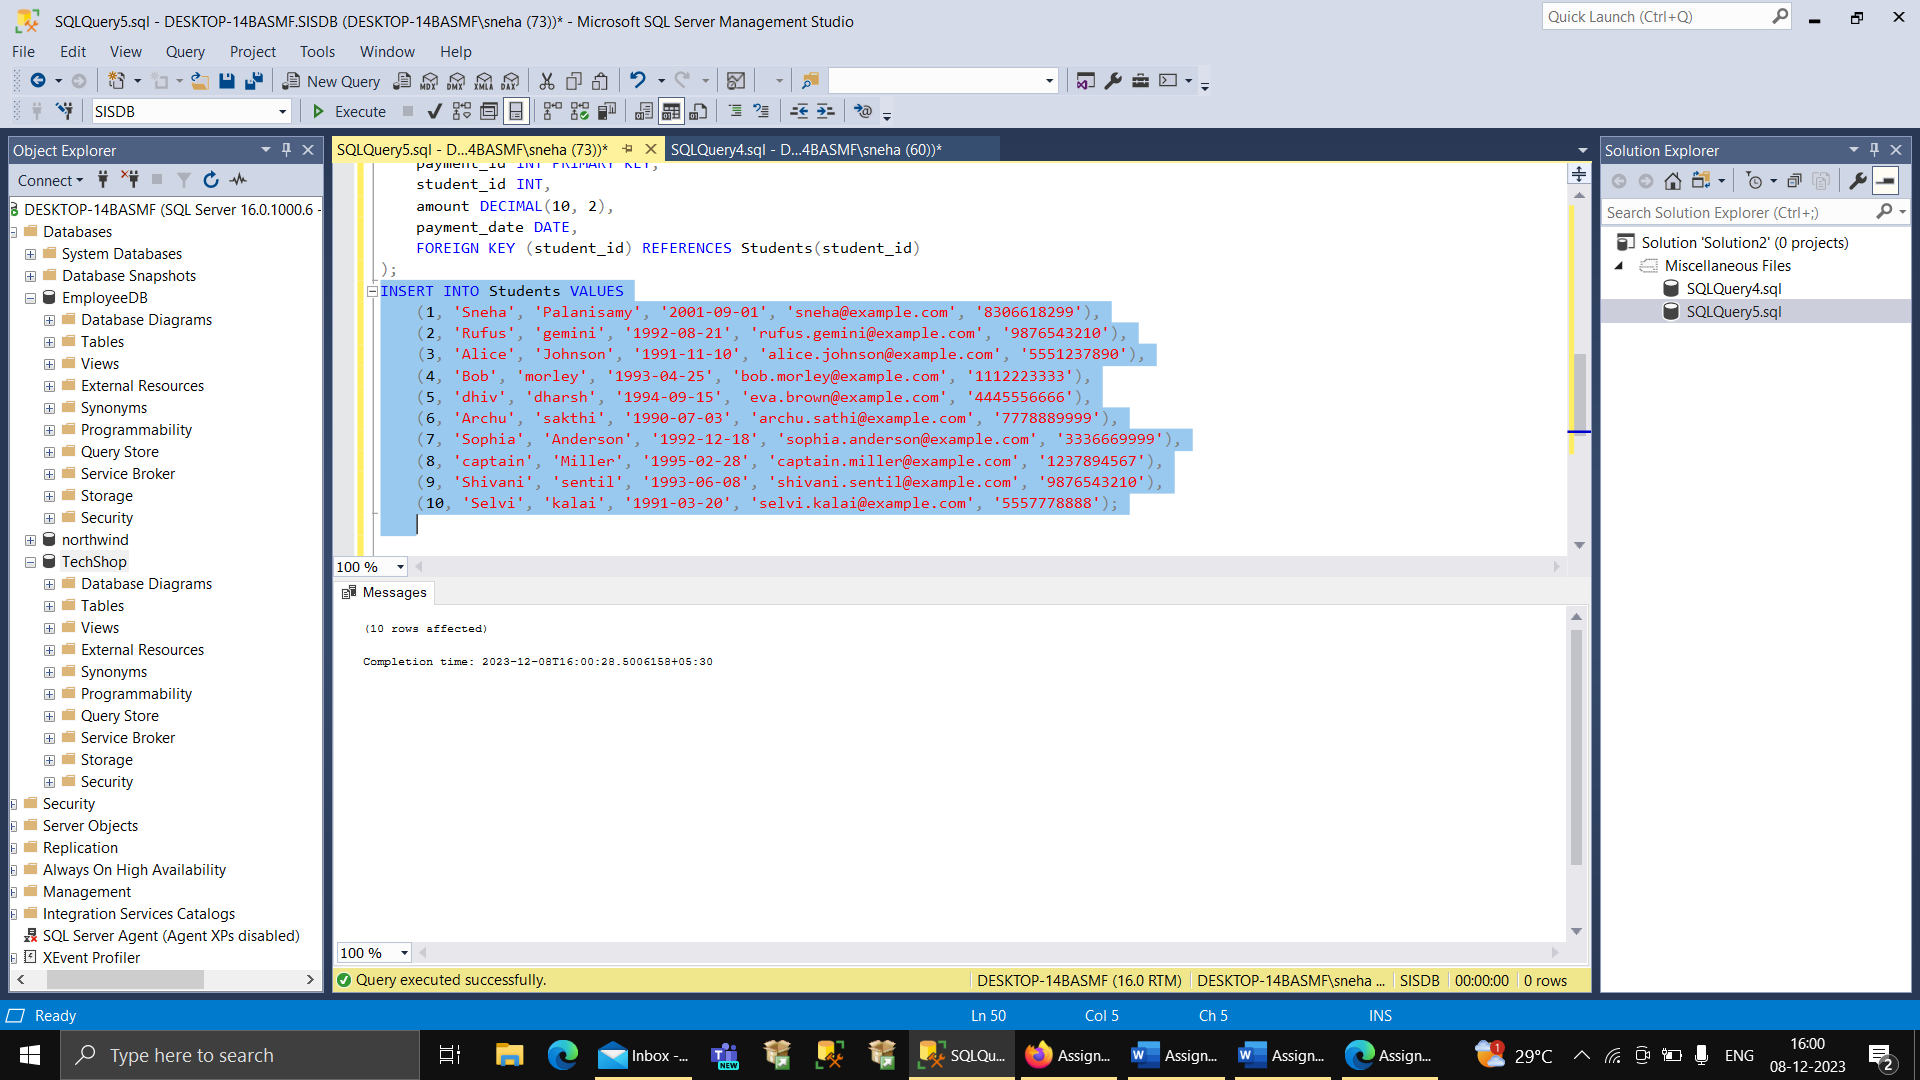 SQLQuery5.sql - DESKTOP-14BASMF.SISDB (DESKTOP-14BASMF\sneha (73))* - Microsoft SQL Server Management Studio
Quick Launch (Ctrl+Q)
File Edit View Query Project Tools Window Help
New Query MDX DMX XMLA DAX
SISDB Execute
Object Explorer
Connect
DESKTOP-14BASMF (SQL Server 16.0.1000.6 -
Databases
System Databases
Database Snapshots
EmployeeDB
Database Diagrams
Tables
Views
External Resources
Synonyms
Programmability
Query Store
Service Broker
Storage
Security
northwind
TechShop
Database Diagrams
Tables
Views
External Resources
Synonyms
Programmability
Query Store
Service Broker
Storage
Security
Security
Server Objects
Replication
Always On High Availability
Management
Integration Services Catalogs
SQL Server Agent (Agent XPs disabled)
XEvent Profiler
SQLQuery5.sql - D...4BASMF\sneha (73))* SQLQuery4.sql - D...4BASMF\sneha (60))*
payment_id INT PRIMARY KEY,
student_id INT,
amount DECIMAL(10, 2),
payment_date DATE,
FOREIGN KEY (student_id) REFERENCES Students(student_id)
);
INSERT INTO Students VALUES
(1, 'Sneha', 'Palanisamy', '2001-09-01', 'sneha@example.com', '8306618299'),
(2, 'Rufus', 'gemini', '1992-08-21', 'rufus.gemini@example.com', '9876543210'),
(3, 'Alice', 'Johnson', '1991-11-10', 'alice.johnson@example.com', '5551237890'),
(4, 'Bob', 'morley', '1993-04-25', 'bob.morley@example.com', '1112223333'),
(5, 'dhiv', 'dharsh', '1994-09-15', 'eva.brown@example.com', '4445556666'),
(6, 'Archu', 'sakthi', '1990-07-03', 'archu.sathi@example.com', '7778889999'),
(7, 'Sophia', 'Anderson', '1992-12-18', 'sophia.anderson@example.com', '3336669999'),
(8, 'captain', 'Miller', '1995-02-28', 'captain.miller@example.com', '1237894567'),
(9, 'Shivani', 'sentil', '1993-06-08', 'shivani.sentil@example.com', '9876543210'),
(10, 'Selvi', 'kalai', '1991-03-20', 'selvi.kalai@example.com', '5557778888');
100 %
Messages
(10 rows affected)
Completion time: 2023-12-08T16:00:28.5006158+05:30
100 %
Query executed successfully. DESKTOP-14BASMF (16.0 RTM) DESKTOP-14BASMF\sneha ... SISDB 00:00:00 0 rows
Solution Explorer
Search Solution Explorer (Ctrl+;)
Solution 'Solution2' (0 projects)
Miscellaneous Files
SQLQuery4.sql
SQLQuery5.sql
Ready Ln 50 Col 5 Ch 5 INS
Type here to search Inbox -... NEW SQLQu... Assign... Assign... Assign... Assign... 1 29°C ENG 16:00
08-12-2023 2